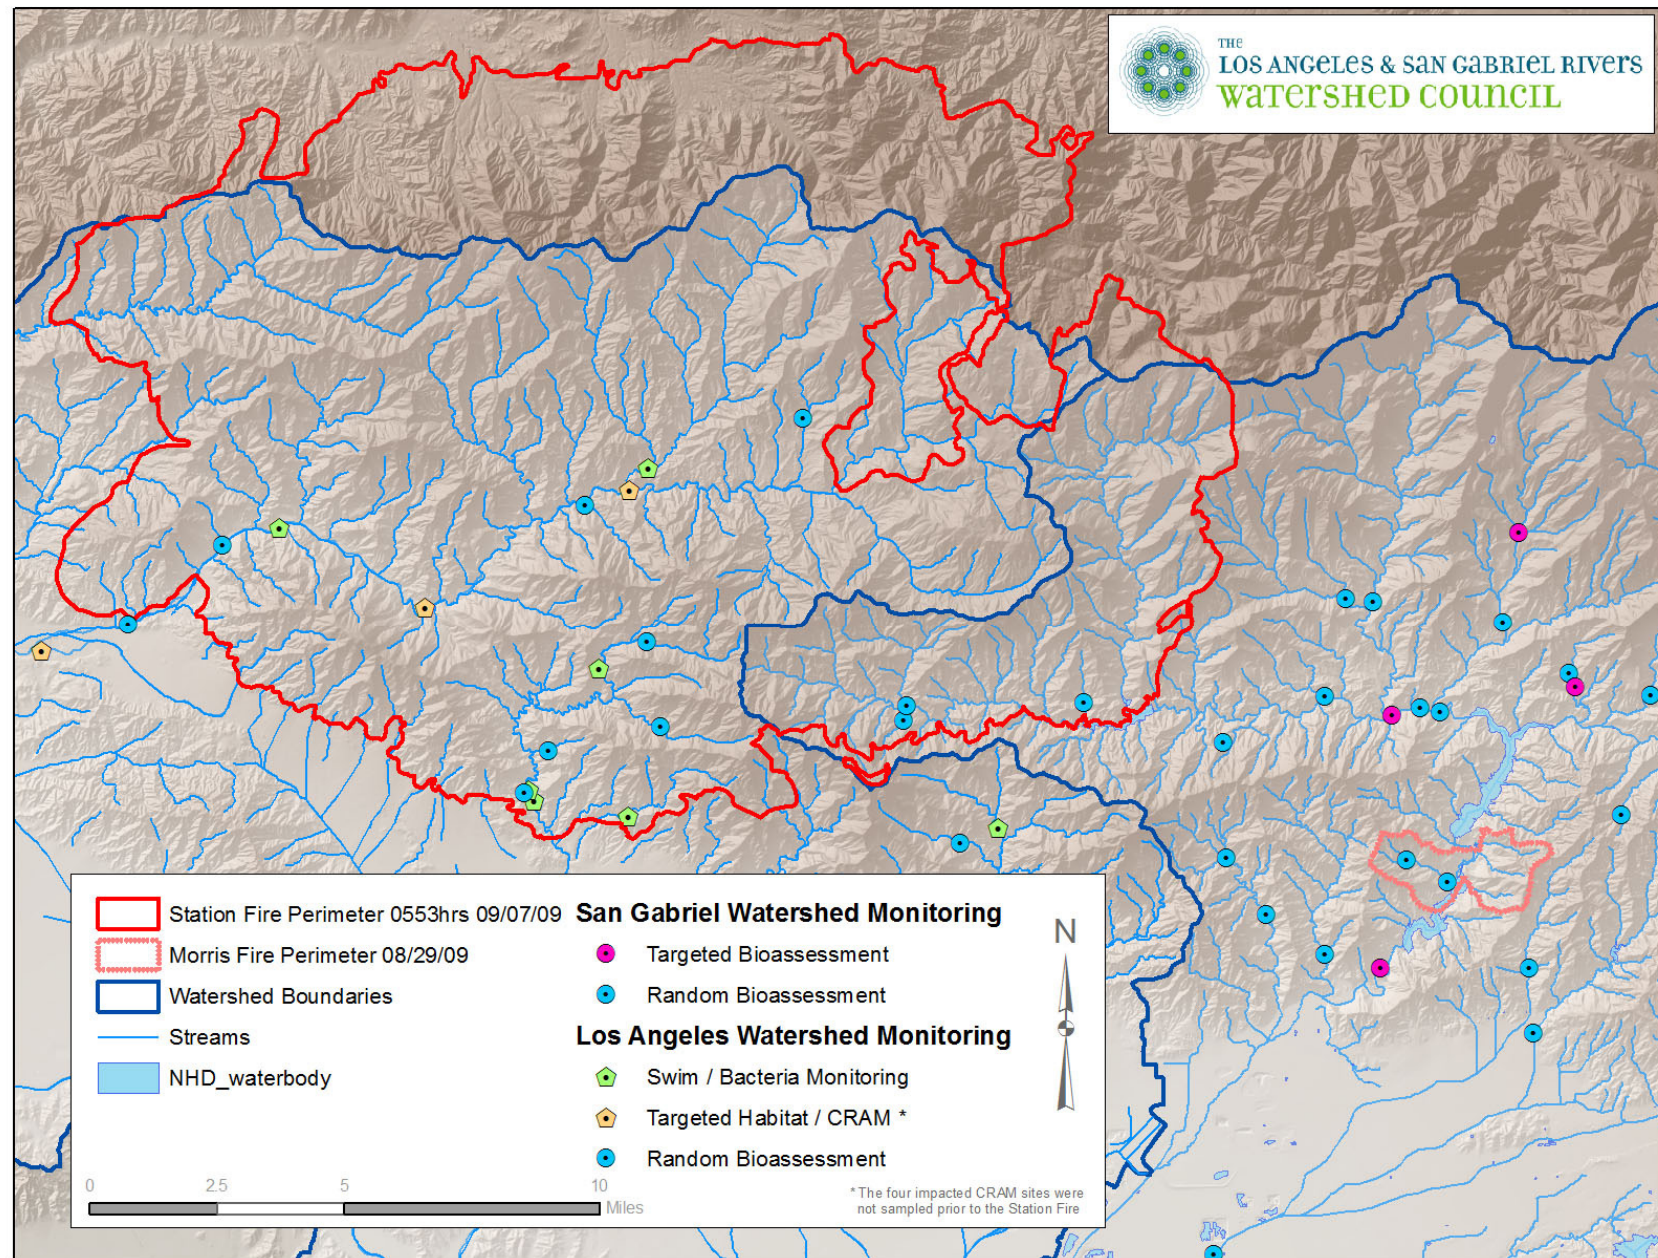 THE
LOS ANGELES & SAN GABRIEL RIVERS
WATERSHED COUNCIL
Station Fire Perimeter 0553hrs 09/07/09
Morris Fire Perimeter 08/29/09
Watershed Boundaries
Streams
NHD_waterbody
San Gabriel Watershed Monitoring
Targeted Bioassessment
Random Bioassessment
Los Angeles Watershed Monitoring
Swim / Bacteria Monitoring
Targeted Habitat / CRAM *
Random Bioassessment
N
0 2.5 5 10
Miles
* The four impacted CRAM sites were
not sampled prior to the Station Fire